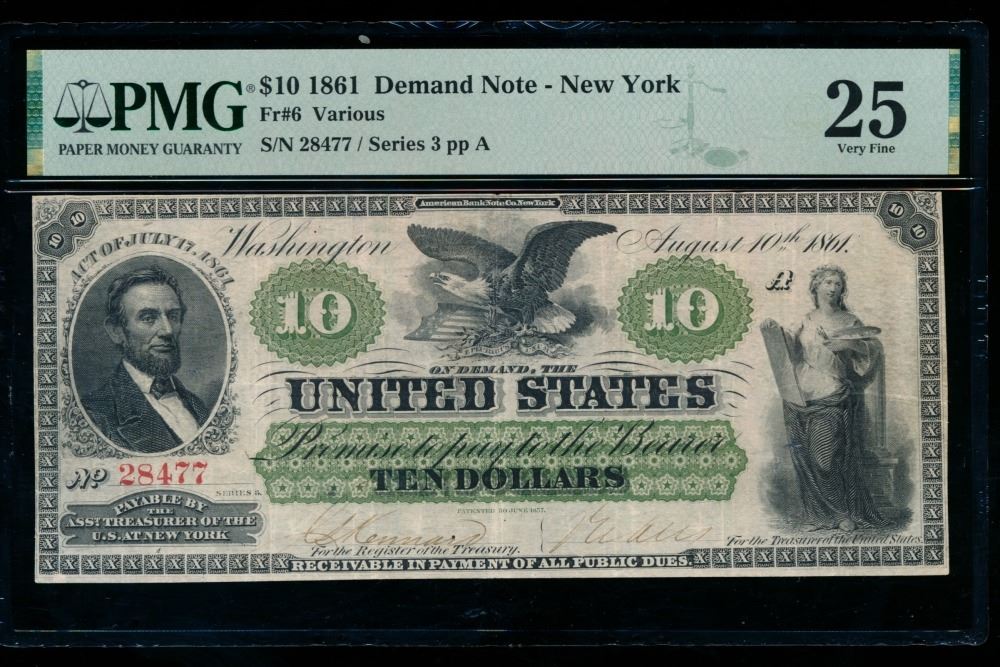 PMG® $10 1861 Demand Note - New York
Fr#6 Various
PAPER MONEY GUARANTY S/N 28477 / Series 3 pp A
25
Very Fine
American Bank Note Co. New York
10 10
ACT OF JULY 17, 1861 Washington August 10th 1861.
10 10
ON DEMAND, THE
UNITED STATES
Promise to pay to the Bearer
TEN DOLLARS
No 28477
SERIES 3.
PATENTED 30 JUNE 1857.
PAYABLE BY
THE
ASST TREASURER OF THE
U.S. AT NEW YORK
For the Register of the Treasury.
For the Treasurer of the United States.
RECEIVABLE IN PAYMENT OF ALL PUBLIC DUES.